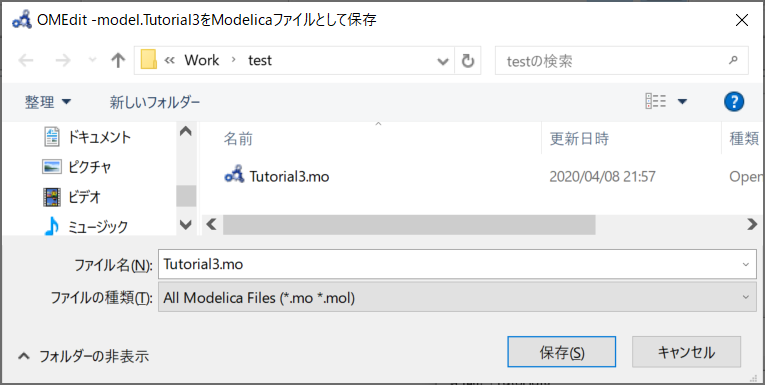 OMEdit -model.Tutorial3をModelicaファイルとして保存
« Work › test
testの検索
整理 新しいフォルダー
ドキュメント
ピクチャ
ビデオ
ミュージック
名前 更新日時 種類
Tutorial3.mo 2020/04/08 21:57 Open
ファイル名(N): Tutorial3.mo
ファイルの種類(T): All Modelica Files (*.mo *.mol)
フォルダーの非表示
保存(S) キャンセル